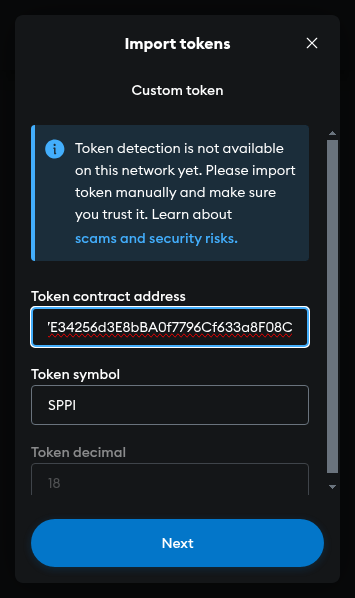 Import tokens
Custom token
Token detection is not available
on this network yet. Please import
token manually and make sure
you trust it. Learn about
scams and security risks.
Token contract address
'E34256d3E8bBA0f7796Cf633a8F08C
Token symbol
SPPI
Token decimal
18
Next